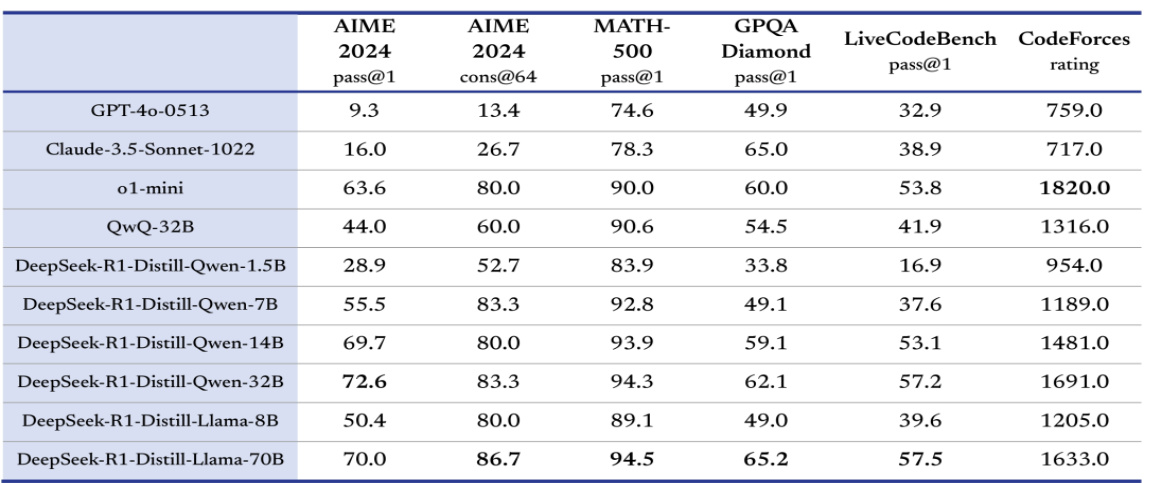 AIME 2024 pass@1 AIME 2024 cons@64 MATH-500 pass@1 GPQA Diamond pass@1 LiveCodeBench pass@1 CodeForces rating
GPT-4o-0513 9.3 13.4 74.6 49.9 32.9 759.0
Claude-3.5-Sonnet-1022 16.0 26.7 78.3 65.0 38.9 717.0
o1-mini 63.6 80.0 90.0 60.0 53.8 1820.0
QwQ-32B 44.0 60.0 90.6 54.5 41.9 1316.0
DeepSeek-R1-Distill-Qwen-1.5B 28.9 52.7 83.9 33.8 16.9 954.0
DeepSeek-R1-Distill-Qwen-7B 55.5 83.3 92.8 49.1 37.6 1189.0
DeepSeek-R1-Distill-Qwen-14B 69.7 80.0 93.9 59.1 53.1 1481.0
DeepSeek-R1-Distill-Qwen-32B 72.6 83.3 94.3 62.1 57.2 1691.0
DeepSeek-R1-Distill-Llama-8B 50.4 80.0 89.1 49.0 39.6 1205.0
DeepSeek-R1-Distill-Llama-70B 70.0 86.7 94.5 65.2 57.5 1633.0